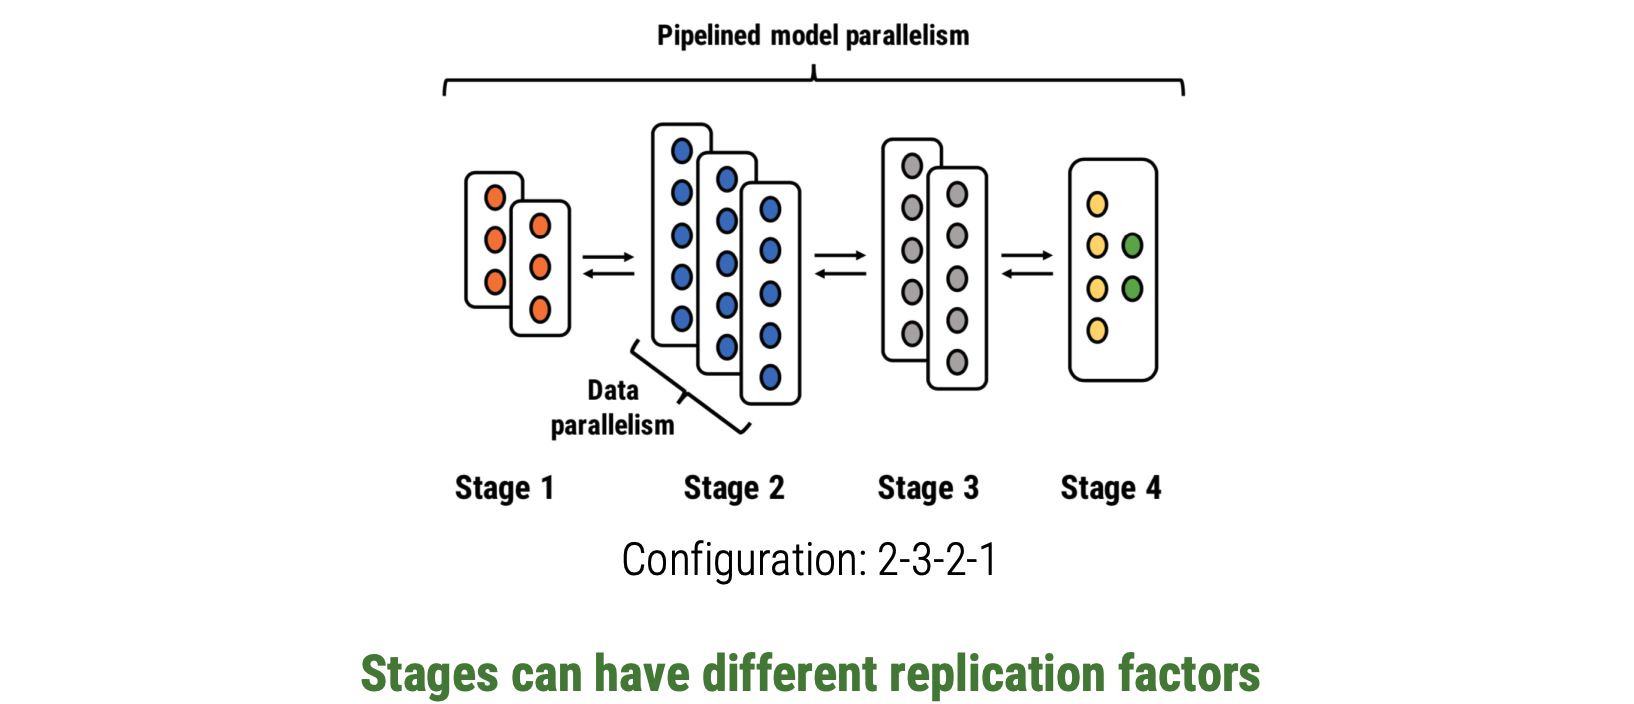 Pipelined model parallelism
Data
parallelism
Stage 1
Stage 2
Stage 3
Stage 4
Configuration: 2-3-2-1
Stages can have different replication factors